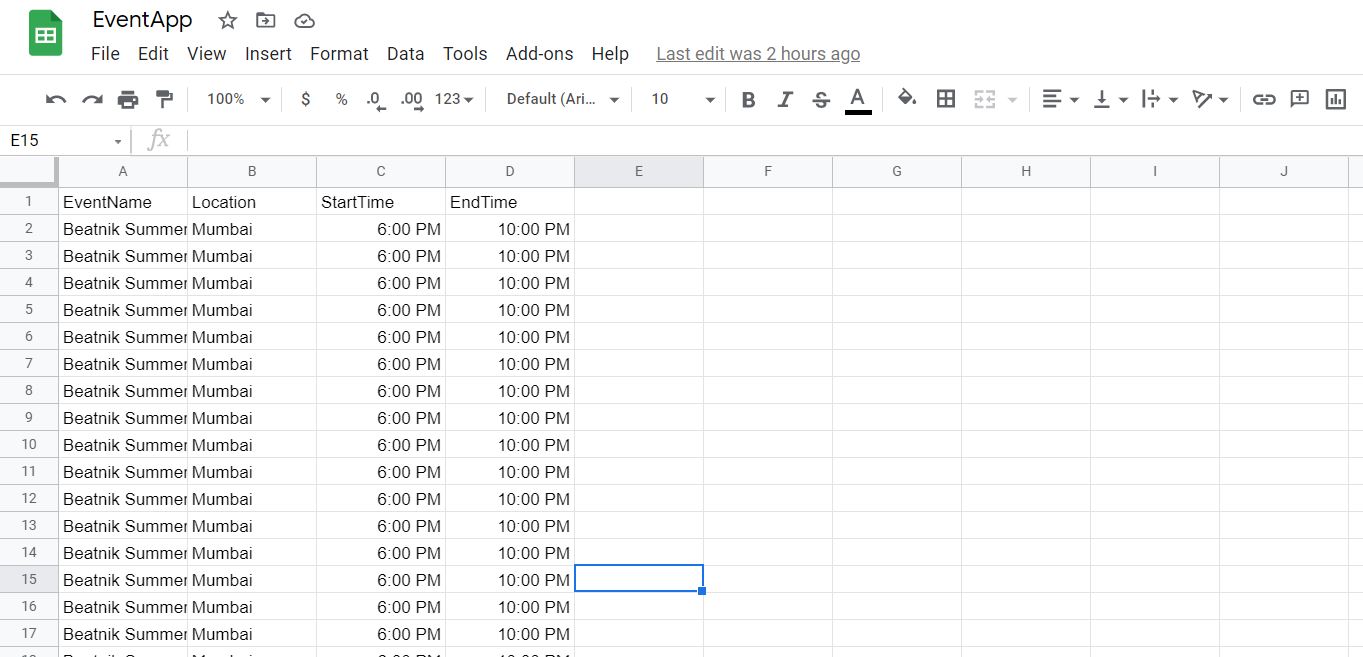 EventApp
File Edit View Insert Format Data Tools Add-ons Help Last edit was 2 hours ago
100% $ % .0 .00 123 Default (Ari... 10 B I S A
E15 fx
A B C D E F G H I J
1 EventName Location StartTime EndTime
2 Beatnik Summer Mumbai 6:00 PM 10:00 PM
3 Beatnik Summer Mumbai 6:00 PM 10:00 PM
4 Beatnik Summer Mumbai 6:00 PM 10:00 PM
5 Beatnik Summer Mumbai 6:00 PM 10:00 PM
6 Beatnik Summer Mumbai 6:00 PM 10:00 PM
7 Beatnik Summer Mumbai 6:00 PM 10:00 PM
8 Beatnik Summer Mumbai 6:00 PM 10:00 PM
9 Beatnik Summer Mumbai 6:00 PM 10:00 PM
10 Beatnik Summer Mumbai 6:00 PM 10:00 PM
11 Beatnik Summer Mumbai 6:00 PM 10:00 PM
12 Beatnik Summer Mumbai 6:00 PM 10:00 PM
13 Beatnik Summer Mumbai 6:00 PM 10:00 PM
14 Beatnik Summer Mumbai 6:00 PM 10:00 PM
15 Beatnik Summer Mumbai 6:00 PM 10:00 PM
16 Beatnik Summer Mumbai 6:00 PM 10:00 PM
17 Beatnik Summer Mumbai 6:00 PM 10:00 PM